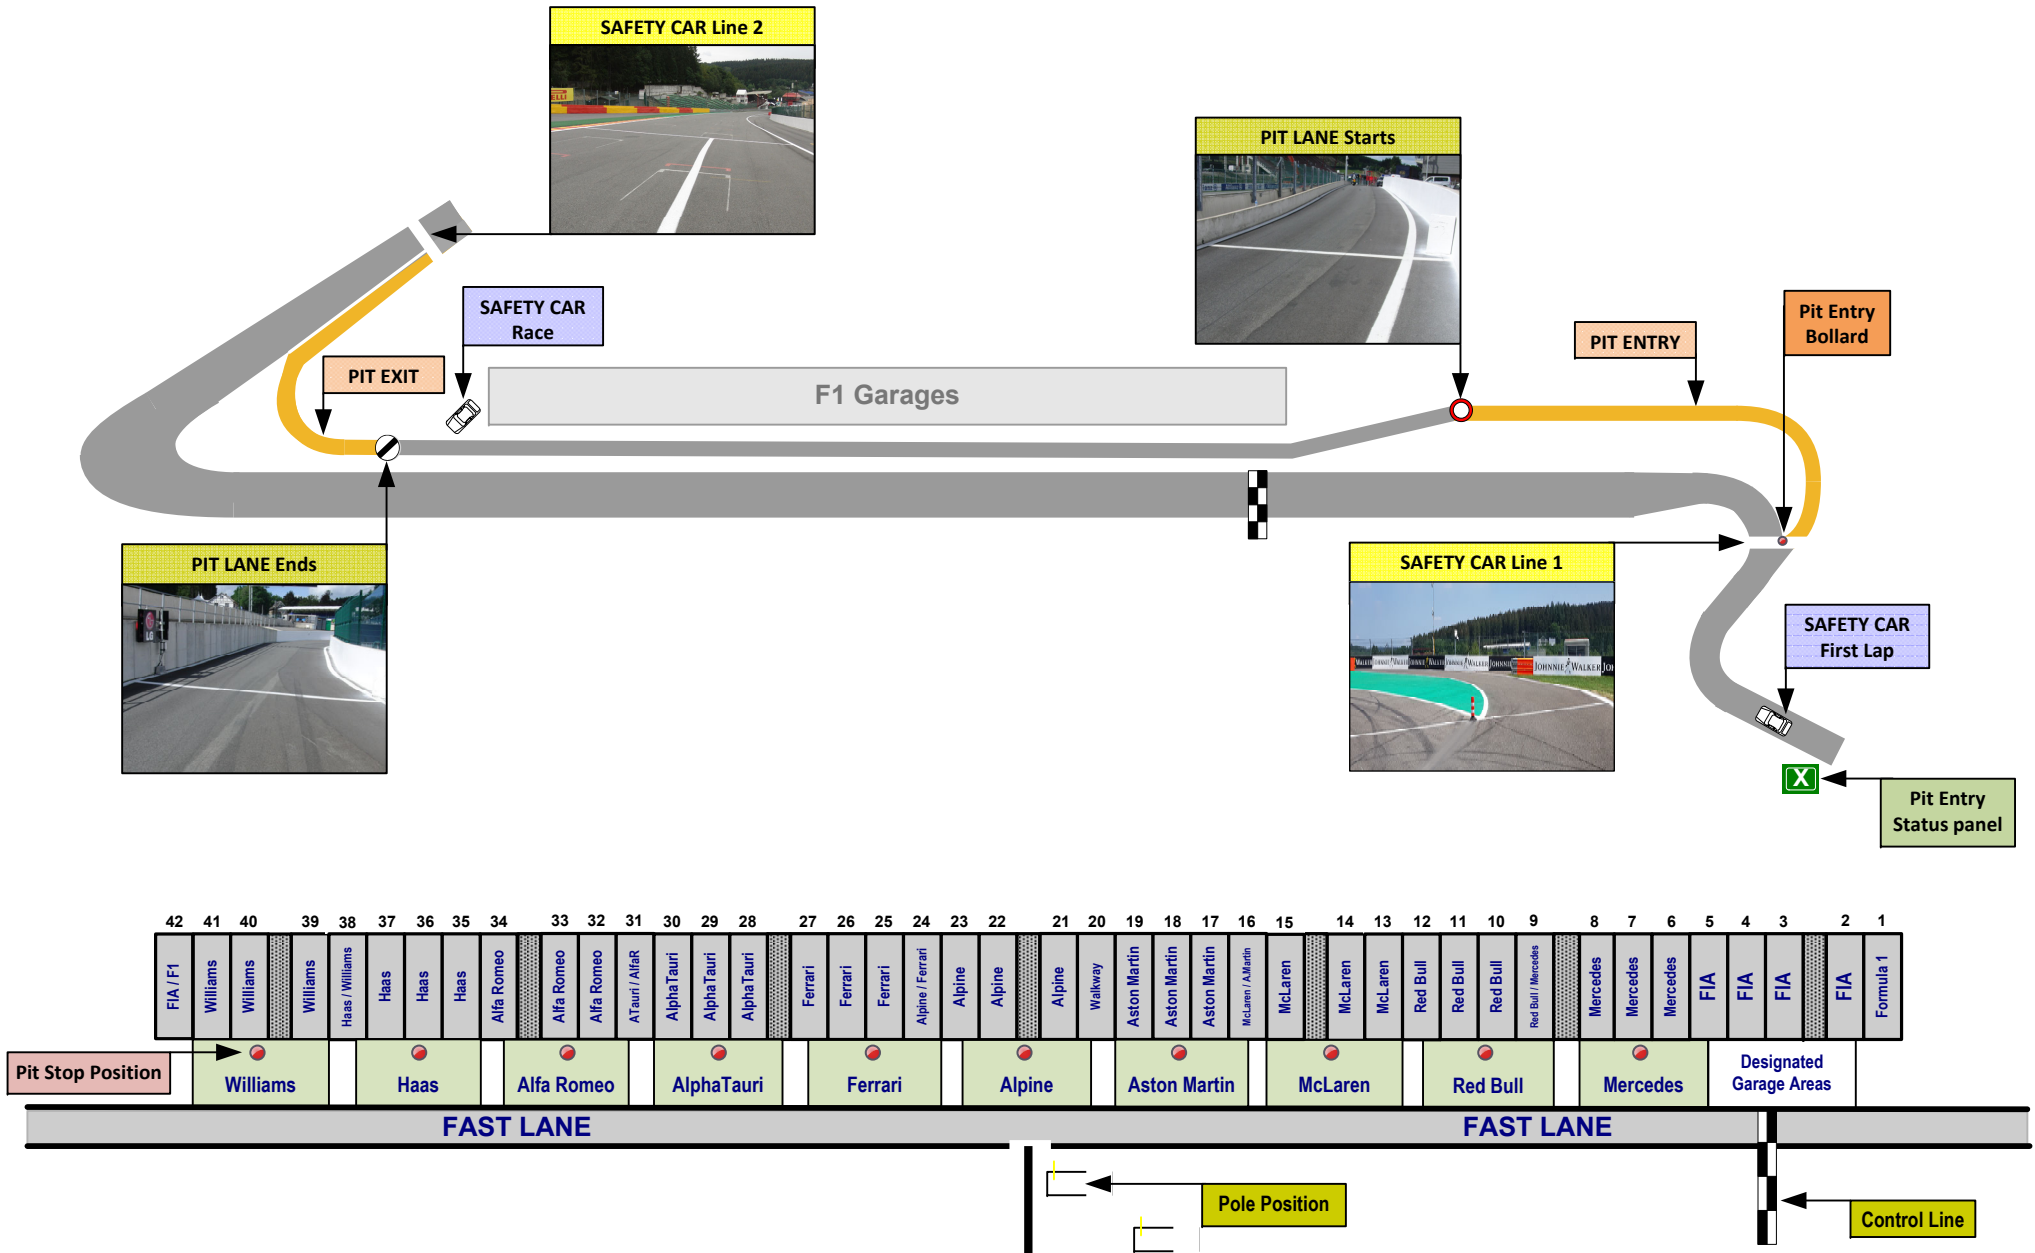 SAFETY CAR Line 2
ELLI
PIT LANE Starts
SAFETY CAR
Race
Pit Entry
Bollard
PIT ENTRY
PIT EXIT
F1 Garages
PIT LANE Ends
LG
SAFETY CAR Line 1
JOHNNIE WALKER
SAFETY CAR
First Lap
X
Pit Entry
Status panel
42 41 40 39 38 37 36 35 34 33 32 31 30 29 28 27 26 25 24 23 22 21 20 19 18 17 16 15 14 13 12 11 10 9 8 7 6 5 4 3 2 1
FIA / F1
Williams
Williams
Williams
Haas / Williams
Haas
Haas
Haas
Alfa Romeo
Alfa Romeo
Alfa Romeo
ATauri / AlfaR
AlphaTauri
AlphaTauri
AlphaTauri
Ferrari
Ferrari
Ferrari
Alpine / Ferrari
Alpine
Alpine
Alpine
Walkway
Aston Martin
Aston Martin
Aston Martin
McLaren / A.Martin
McLaren
McLaren
McLaren
Red Bull
Red Bull
Red Bull
Red Bull / Mercedes
Mercedes
Mercedes
Mercedes
FIA
FIA
FIA
FIA
Formula 1
Pit Stop Position
Williams
Haas
Alfa Romeo
AlphaTauri
Ferrari
Alpine
Aston Martin
McLaren
Red Bull
Mercedes
Designated
Garage Areas
FAST LANE FAST LANE
Pole Position
Control Line